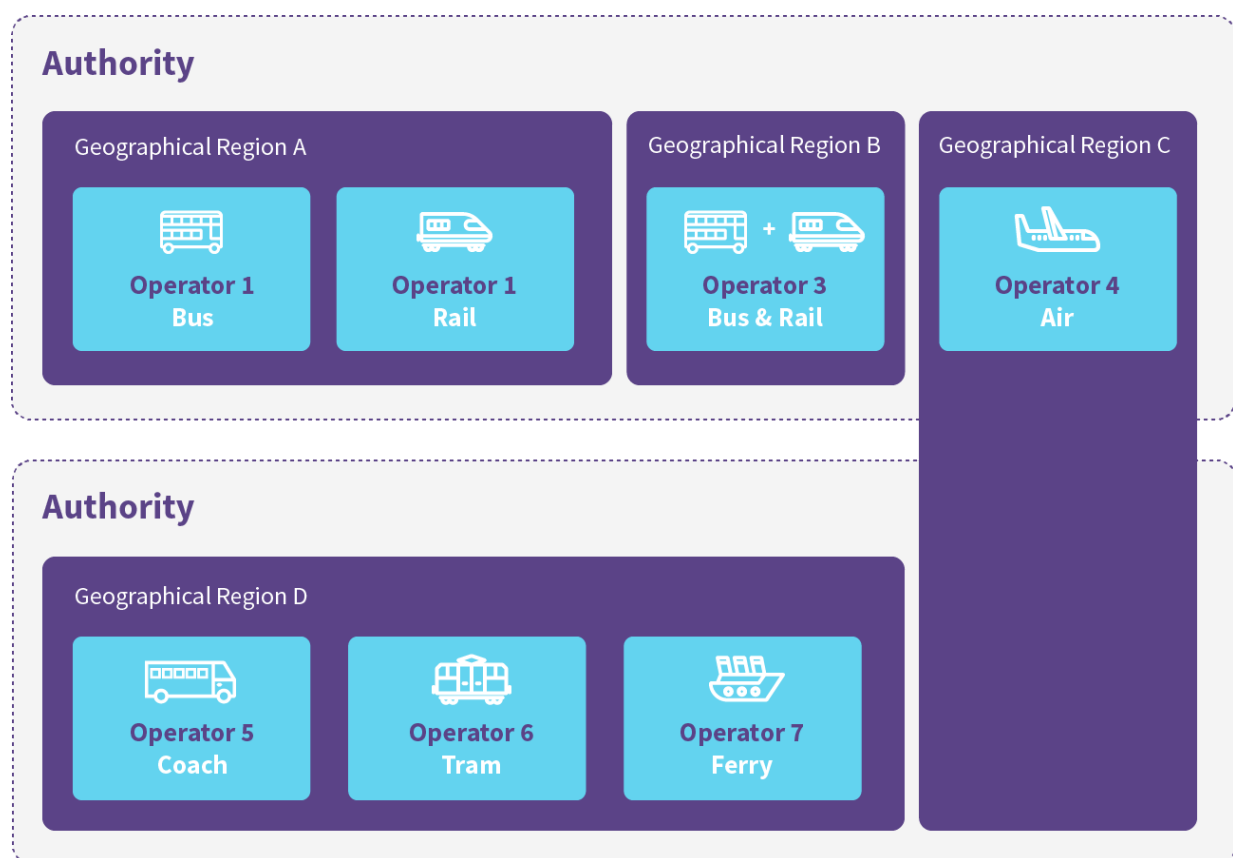 Authority
Geographical Region A
Operator 1
Bus
Operator 1
Rail
Geographical Region B
+
Operator 3
Bus & Rail
Geographical Region C
Operator 4
Air
Authority
Geographical Region D
Operator 5
Coach
Operator 6
Tram
Operator 7
Ferry